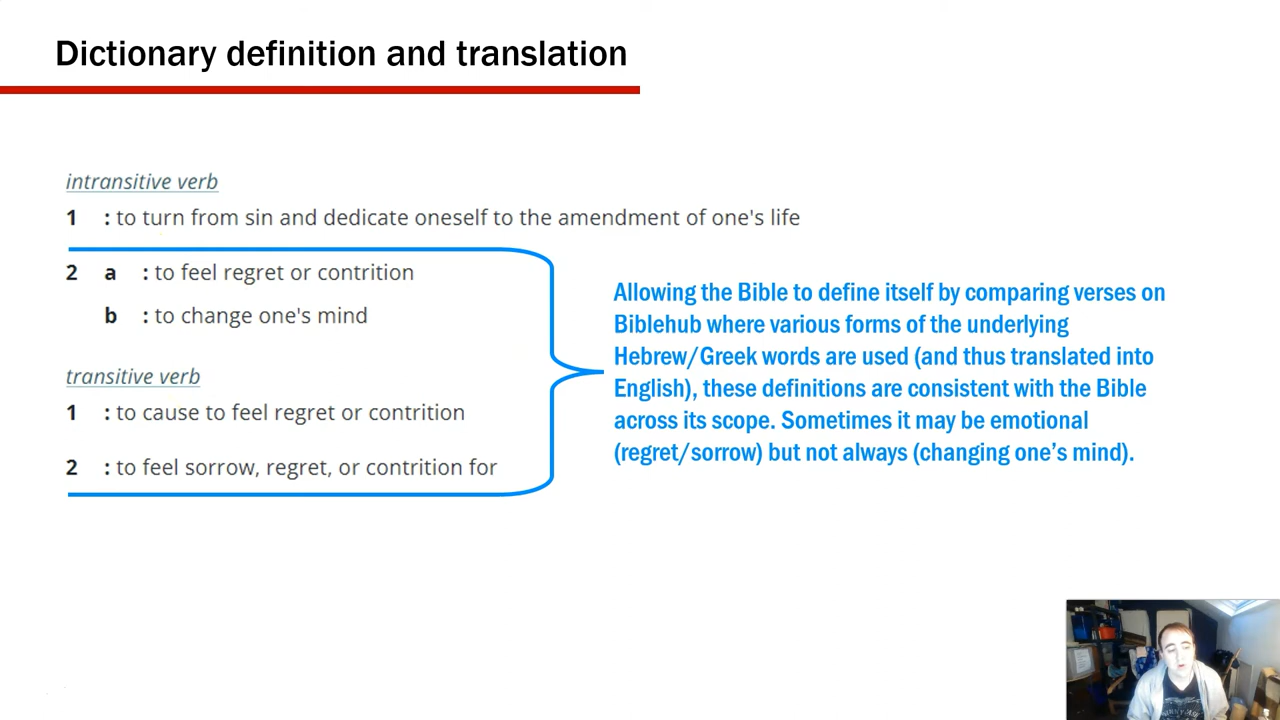 Dictionary definition and translation
intransitive verb
1 : to turn from sin and dedicate oneself to the amendment of one's life
2 a : to feel regret or contrition
b : to change one's mind
transitive verb
1 : to cause to feel regret or contrition
2 : to feel sorrow, regret, or contrition for
Allowing the Bible to define itself by comparing verses on
Biblehub where various forms of the underlying
Hebrew/Greek words are used (and thus translated into
English), these definitions are consistent with the Bible
across its scope. Sometimes it may be emotional
(regret/sorrow) but not always (changing one’s mind).